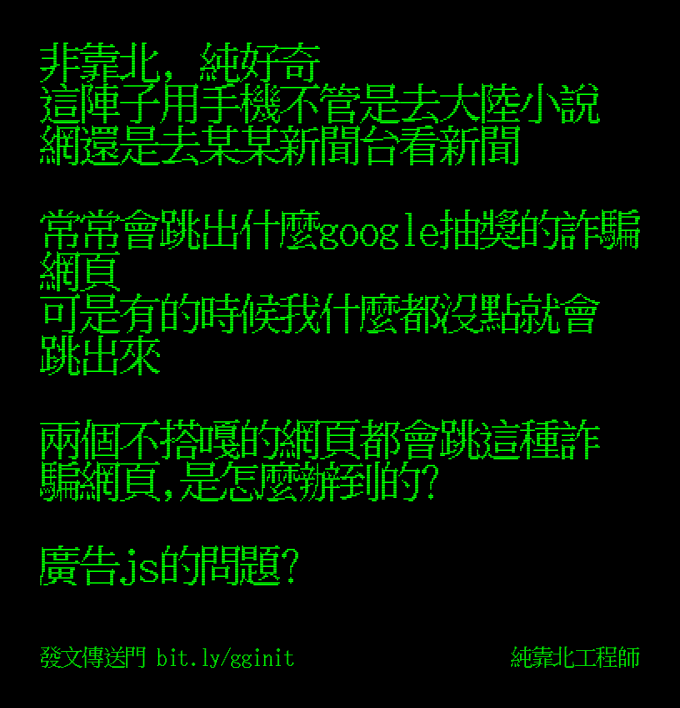 非靠北, 純好奇
這陣子用手機不管是去大陸小說
網還是去某某新聞台看新聞
常常會跳出什麼google抽獎的詐騙
網頁
可是有的時候我什麼都沒點就會
跳出來
兩個不搭嘎的網頁都會跳這種詐
騙網頁,是怎麼辦到的?
廣告js的問題?
發文傳送門 bit.ly/gginit
純靠北工程師